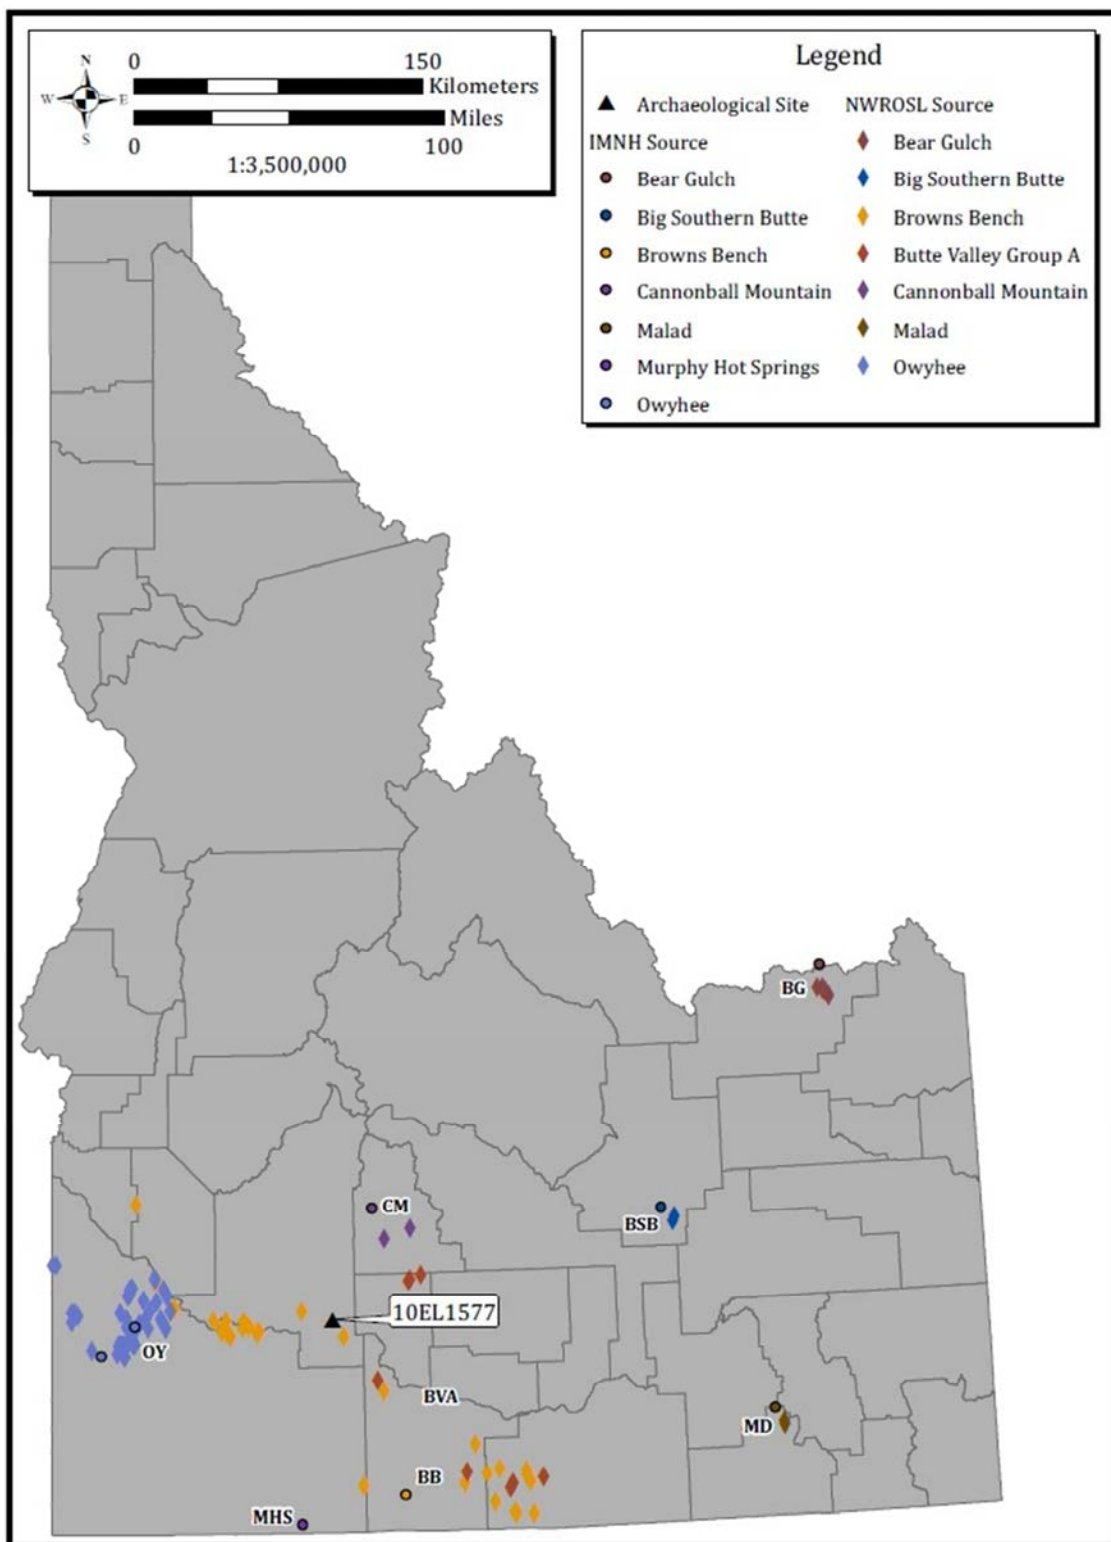 0 150
Kilometers
Miles
0 100
1:3,500,000
N
W E
S
Legend
Archaeological Site
IMNH Source
Bear Gulch
Big Southern Butte
Browns Bench
Cannonball Mountain
Malad
Murphy Hot Springs
Owyhee
NWROSL Source
Bear Gulch
Big Southern Butte
Browns Bench
Butte Valley Group A
Cannonball Mountain
Malad
Owyhee
BG
CM
BSB
10EL1577
OY
BVA
MD
BB
MHS